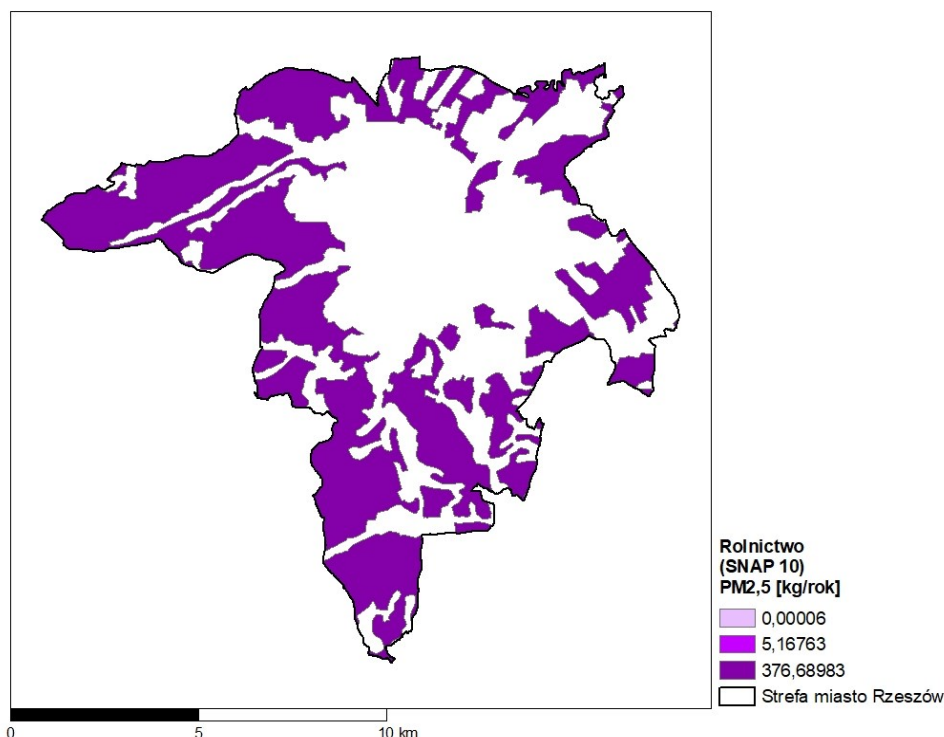 Rolnictwo
(SNAP 10)
PM2,5 [kg/rok]
0,00006
5,16763
376,68983
Strefa miasto Rzeszów
0 5 10 km